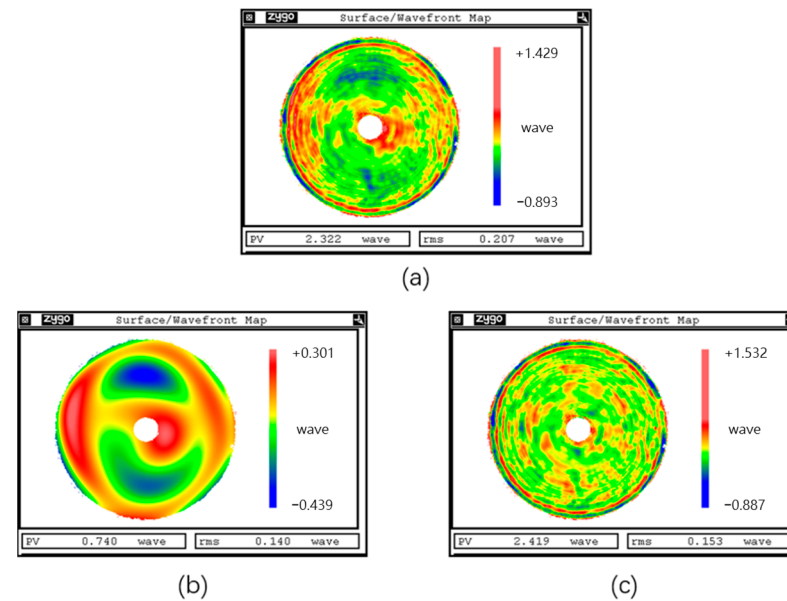 zygo Surface/Wavefront Map
+1.429
wave
−0.893
PV 2.322 wave rms 0.207 wave
(a)
zygo Surface/Wavefront Map
+0.301
wave
−0.439
PV 0.740 wave rms 0.140 wave
(b)
zygo Surface/Wavefront Map
+1.532
wave
−0.887
PV 2.419 wave rms 0.153 wave
(c)